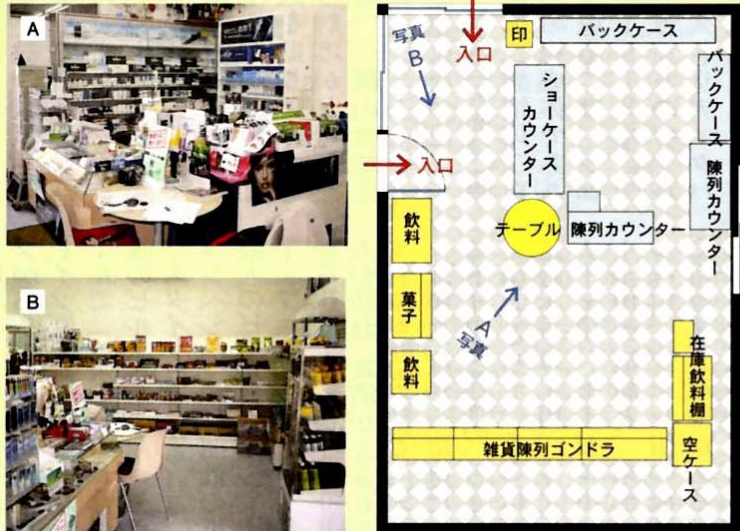 A
B
写真
B
入口
印
バックケース
バックケース
ショーケース
カウンター
陳列カウンター
入口
飲料
テーブル
陳列カウンター
菓子
A
写真
飲料
在庫飲料棚
雑貨陳列ゴンドラ
空ケース